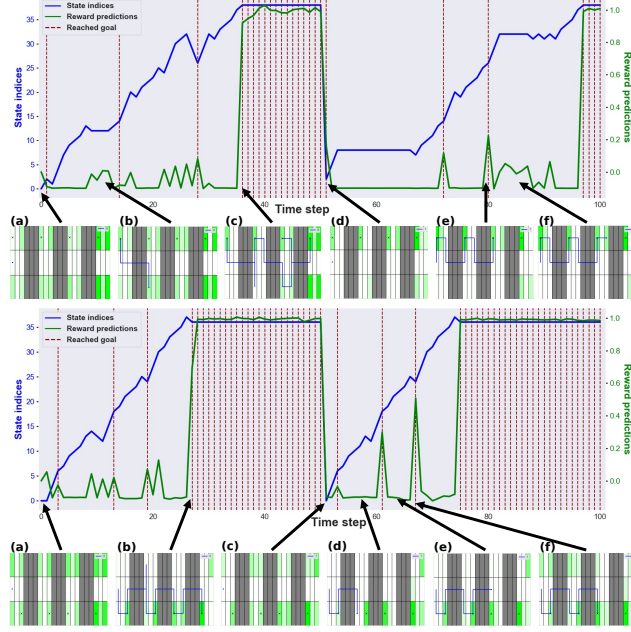 State indices
Reward predictions
Reached goal
State indices
0
5
10
15
20
25
30
35
0.0
0.2
0.4
0.6
0.8
1.0
Reward predictions
0
20
40
60
80
100
Time step
(a) (b) (c) (d) (e) (f)
State indices
Reward predictions
Reached goal
State indices
0
5
10
15
20
25
30
35
0.0
0.2
0.4
0.6
0.8
1.0
Reward predictions
0
20
40
60
80
100
Time step
(a) (b) (c) (d) (e) (f)